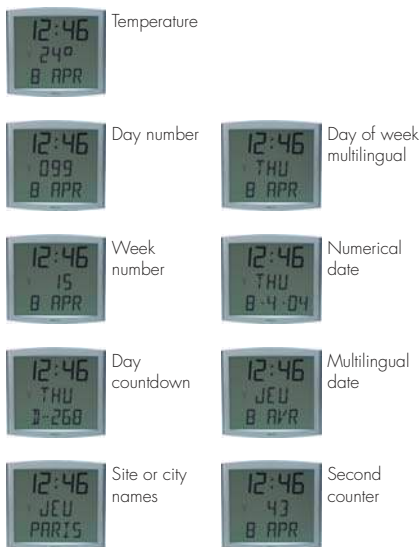 12:46
24°
8 APR
Temperature
12:46
099
8 APR
Day number
12:46
THU
8 APR
Day of week
multilingual
12:46
15
8 APR
Week
number
12:46
THU
8·4·04
Numerical
date
12:46
THU
D-268
Day
countdown
12:46
JEU
8 AVR
Multilingual
date
12:46
JEU
PARIS
Site or city
names
12:46
43
8 APR
Second
counter